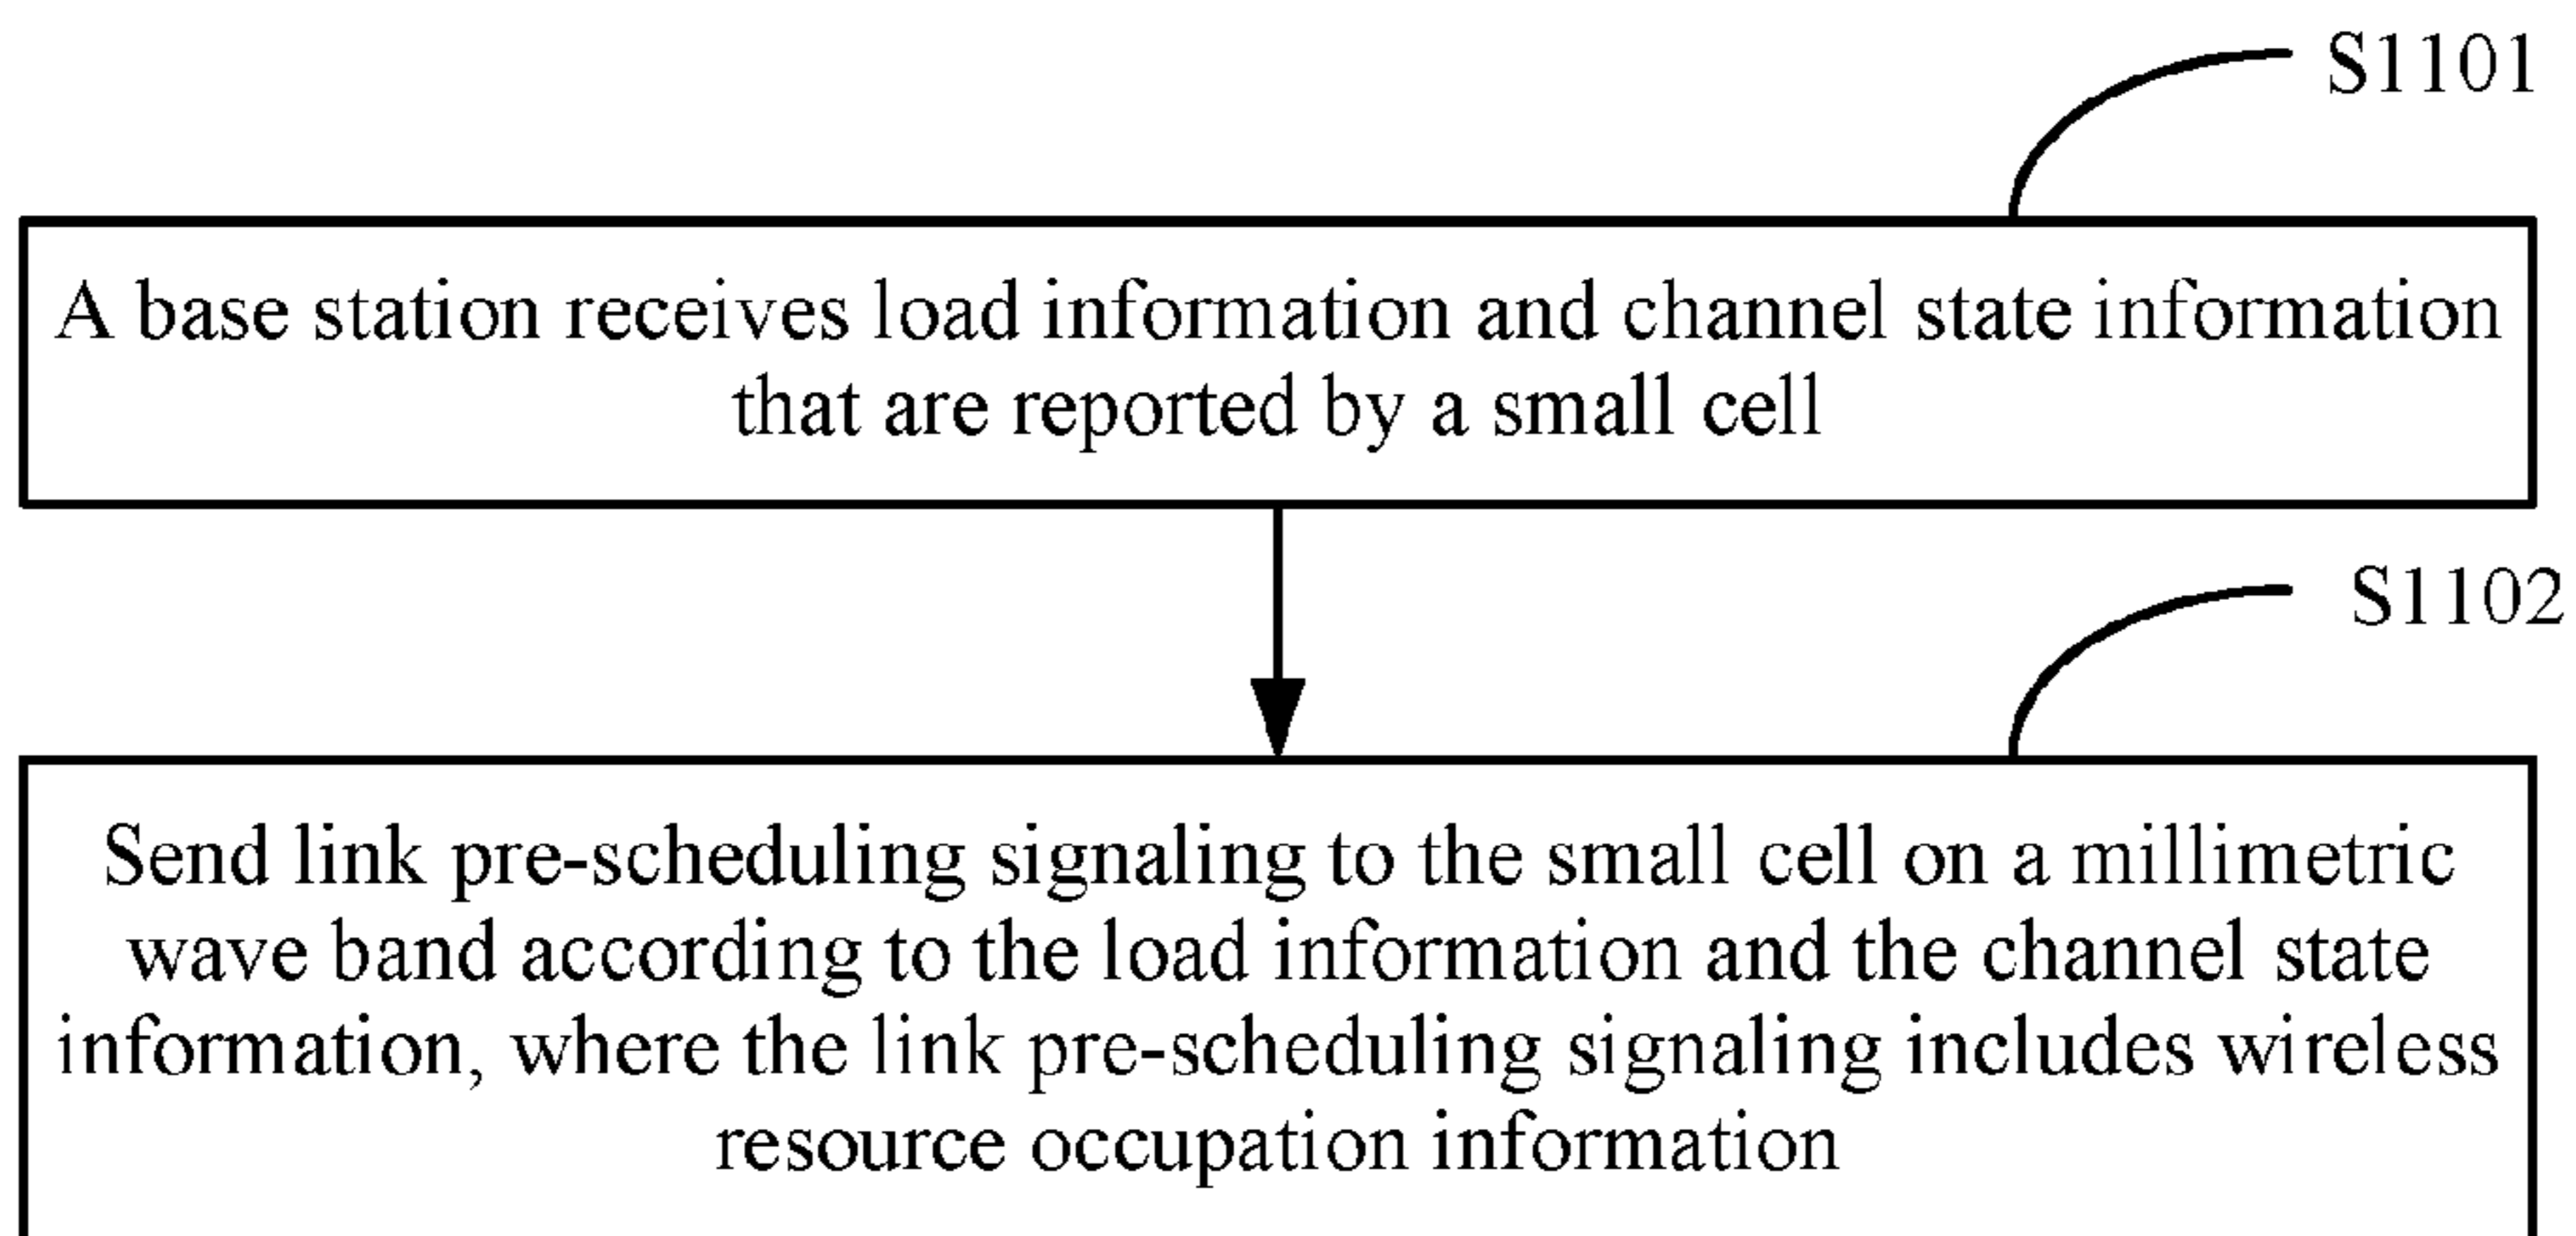 S1101
A base station receives load information and channel state information
that are reported by a small cell
S1102
Send link pre-scheduling signaling to the small cell on a millimetric
wave band according to the load information and the channel state
information, where the link pre-scheduling signaling includes wireless
resource occupation information